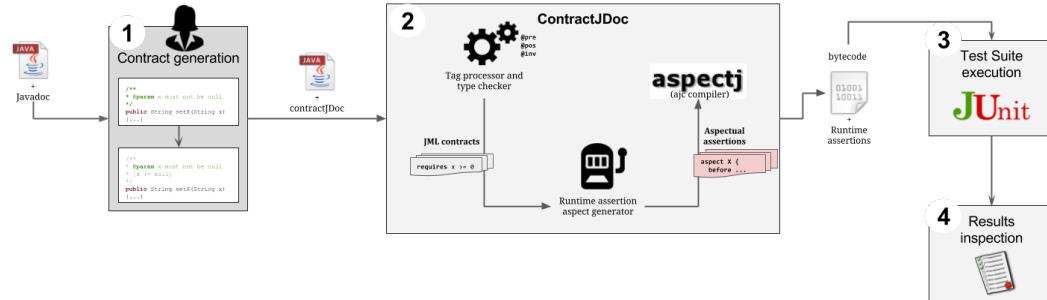 JAVA
+
Javadoc
1
Contract generation
/**
* @param x must not be null
*/
public String setX(String x)
{...}
/**
* @param x must not be null
* {x != null}
*/
public String setX(String x)
{...}
JAVA
+
contractJDoc
2
ContractJDoc
@pre
@pos
@inv
Tag processor and
type checker
JML contracts
requires x >= 0
Runtime assertion
aspect generator
aspectj
(ajc compiler)
Aspectual
assertions
aspect X {
before ...
bytecode
01001
10011
+
Runtime
assertions
3
Test Suite
execution
JUnit
4
Results
inspection